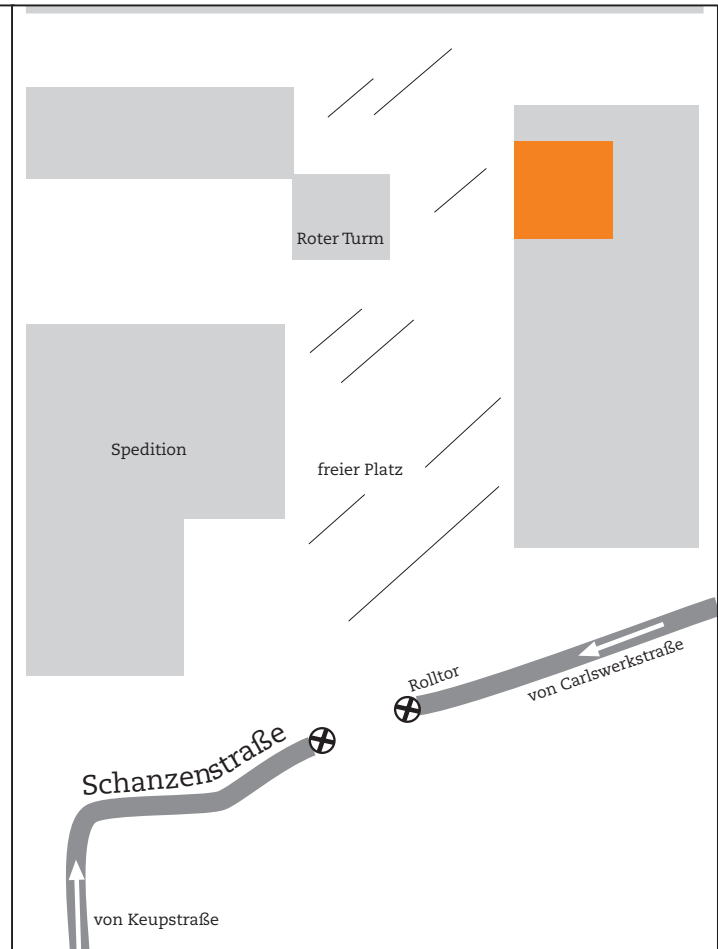 Roter Turm
Spedition
freier Platz
Rolltor
von Carlswerkstraße
Schanzenstraße
von Keupstraße